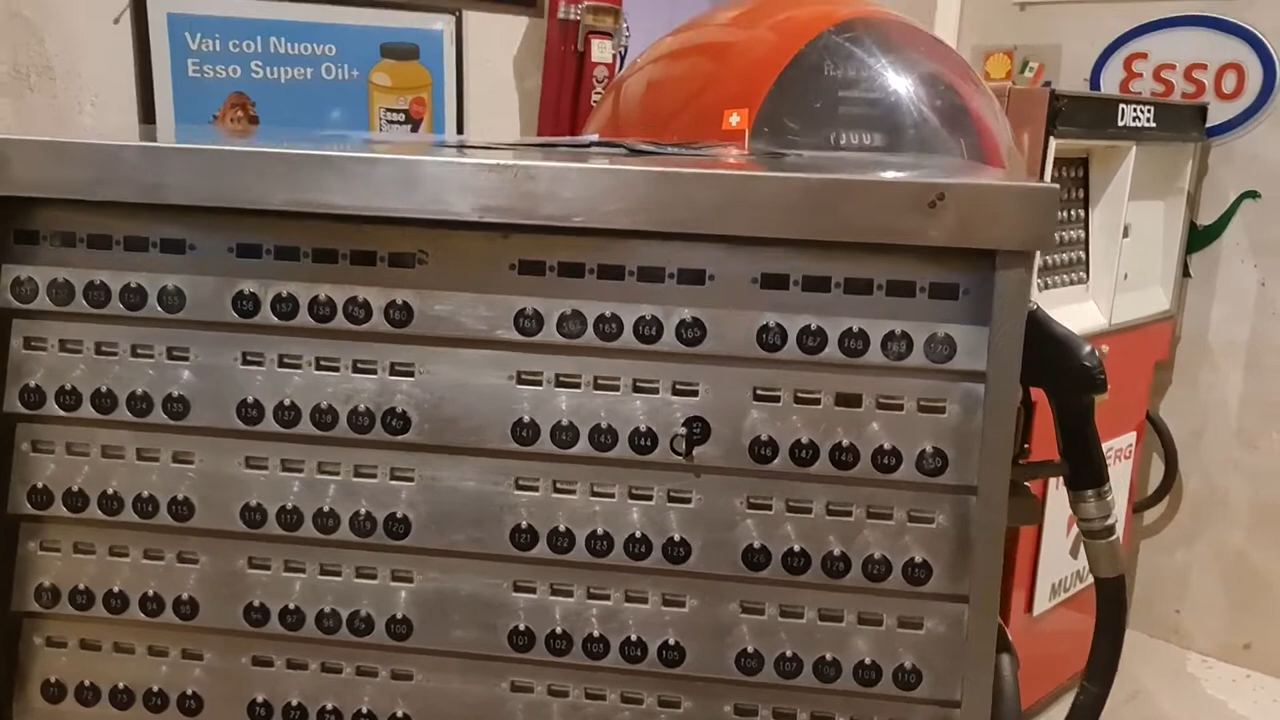 Vai col Nuovo
Esso Super Oil+
Esso
Super
Esso
DIESEL
151 152 153 154 155 156 157 158 159 160 161 162 163 164 165 166 167 168 169 170
131 132 133 134 135 136 137 138 139 140 141 142 143 144 145 146 147 148 149 150
111 112 113 114 115 116 117 118 119 120 121 122 123 124 125 126 127 128 129 130
91 92 93 94 95 96 97 98 99 100 101 102 103 104 105 106 107 108 109 110
71 72 73 74 75 76 77